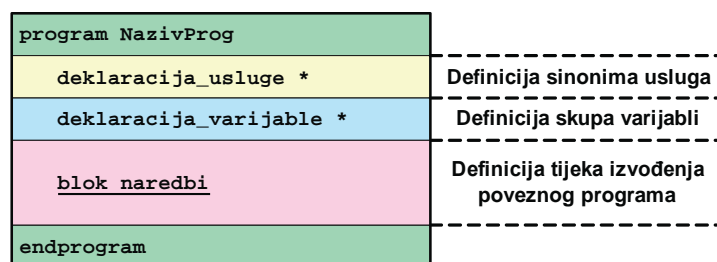 program NazivProg
deklaracija_usluge *
Definicija sinonima usluga
deklaracija_varijable *
Definicija skupa varijabli
blok naredbi
Definicija tijeka izvođenja
poveznog programa
endprogram